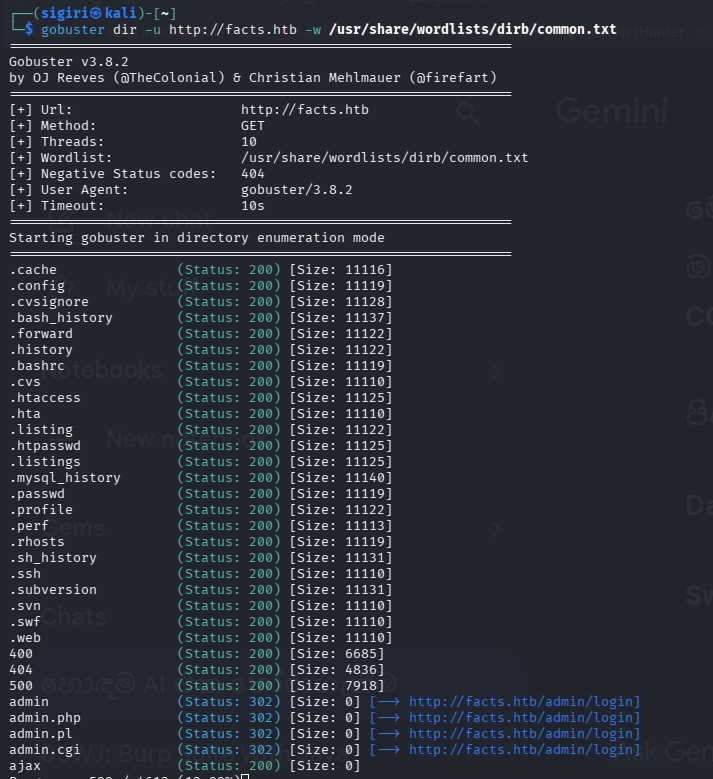 ┌──(sigiri㉿kali)-[~]
└─$ gobuster dir -u http://facts.htb -w /usr/share/wordlists/dirb/common.txt
===============================================================
Gobuster v3.8.2
by OJ Reeves (@TheColonial) & Christian Mehlmauer (@firefart)
===============================================================
[+] Url: http://facts.htb
[+] Method: GET
[+] Threads: 10
[+] Wordlist: /usr/share/wordlists/dirb/common.txt
[+] Negative Status codes: 404
[+] User Agent: gobuster/3.8.2
[+] Timeout: 10s
===============================================================
Starting gobuster in directory enumeration mode
===============================================================
.cache (Status: 200) [Size: 11116]
.config (Status: 200) [Size: 11119]
.cvsignore (Status: 200) [Size: 11128]
.bash_history (Status: 200) [Size: 11137]
.forward (Status: 200) [Size: 11122]
.history (Status: 200) [Size: 11122]
.bashrc (Status: 200) [Size: 11119]
.cvs (Status: 200) [Size: 11110]
.htaccess (Status: 200) [Size: 11125]
.hta (Status: 200) [Size: 11110]
.listing (Status: 200) [Size: 11122]
.htpasswd (Status: 200) [Size: 11125]
.listings (Status: 200) [Size: 11125]
.mysql_history (Status: 200) [Size: 11140]
.passwd (Status: 200) [Size: 11119]
.profile (Status: 200) [Size: 11122]
.perf (Status: 200) [Size: 11113]
.rhosts (Status: 200) [Size: 11119]
.sh_history (Status: 200) [Size: 11131]
.ssh (Status: 200) [Size: 11110]
.subversion (Status: 200) [Size: 11131]
.svn (Status: 200) [Size: 11110]
.swf (Status: 200) [Size: 11110]
.web (Status: 200) [Size: 11110]
400 (Status: 200) [Size: 6685]
404 (Status: 200) [Size: 4836]
500 (Status: 200) [Size: 7918]
admin (Status: 302) [Size: 0] [--> http://facts.htb/admin/login]
admin.php (Status: 302) [Size: 0] [--> http://facts.htb/admin/login]
admin.pl (Status: 302) [Size: 0] [--> http://facts.htb/admin/login]
admin.cgi (Status: 302) [Size: 0] [--> http://facts.htb/admin/login]
ajax (Status: 200) [Size: 0]
Gemini
New chat
My stuff
Notebooks
New notebook
Gems
Chats